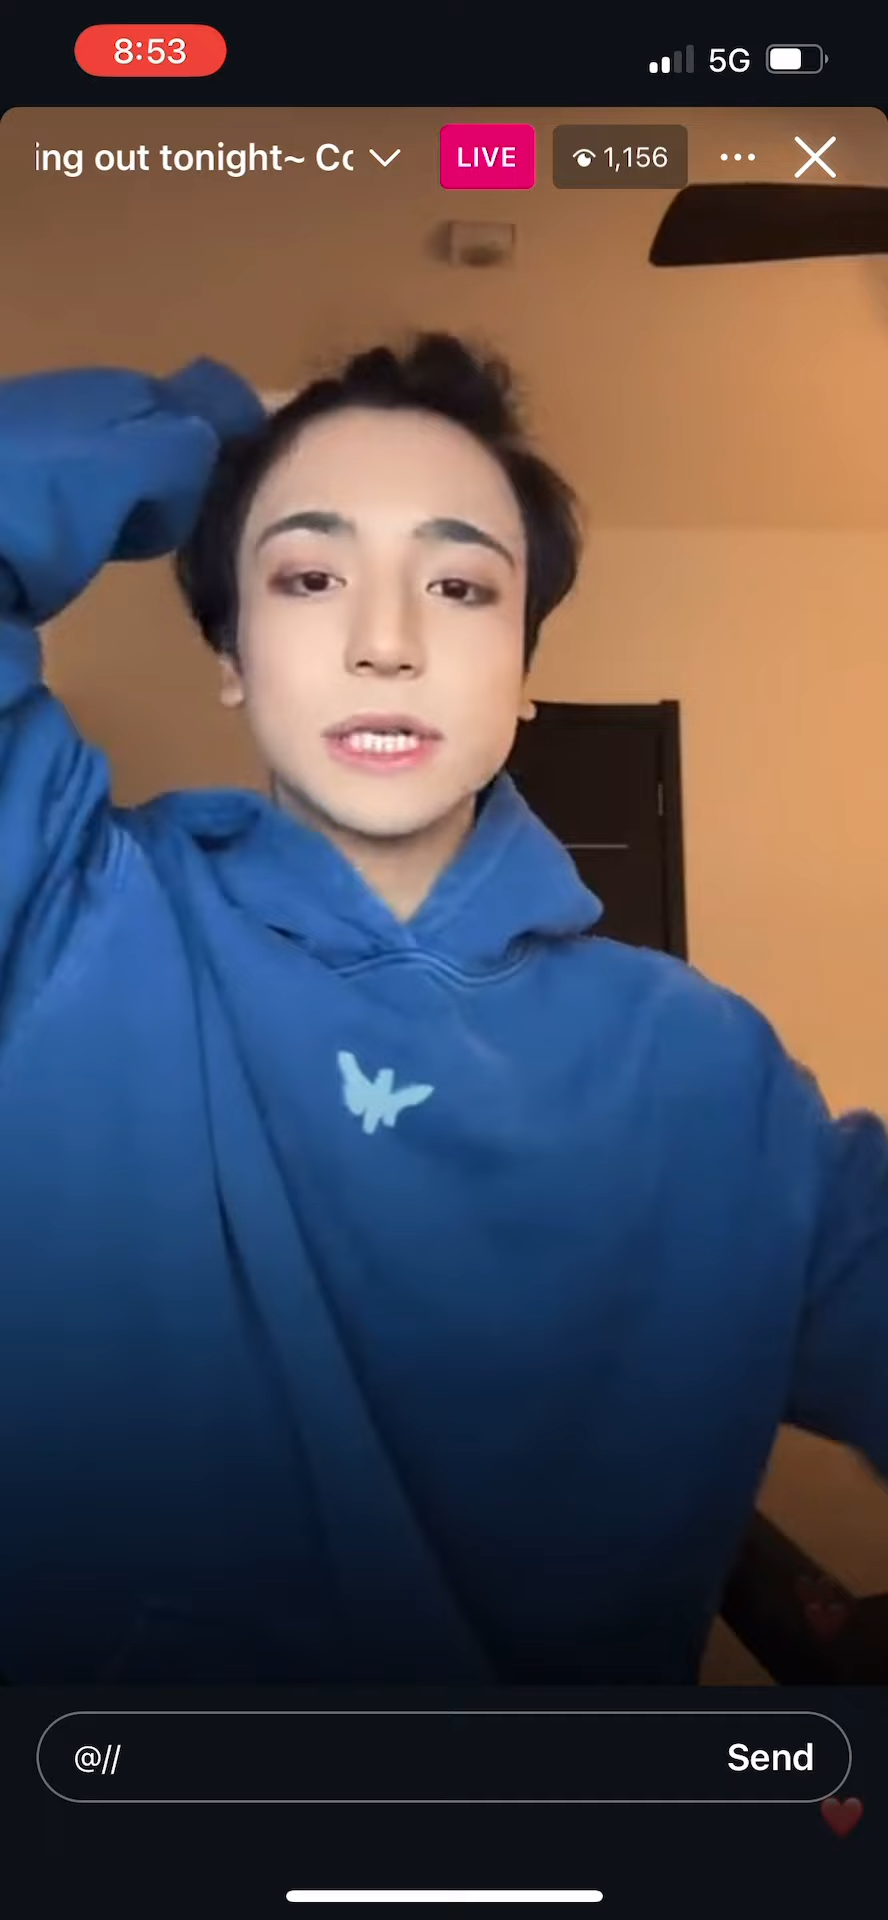 8:53
5G
ing out tonight~ Cc
LIVE
1,156
@//
Send